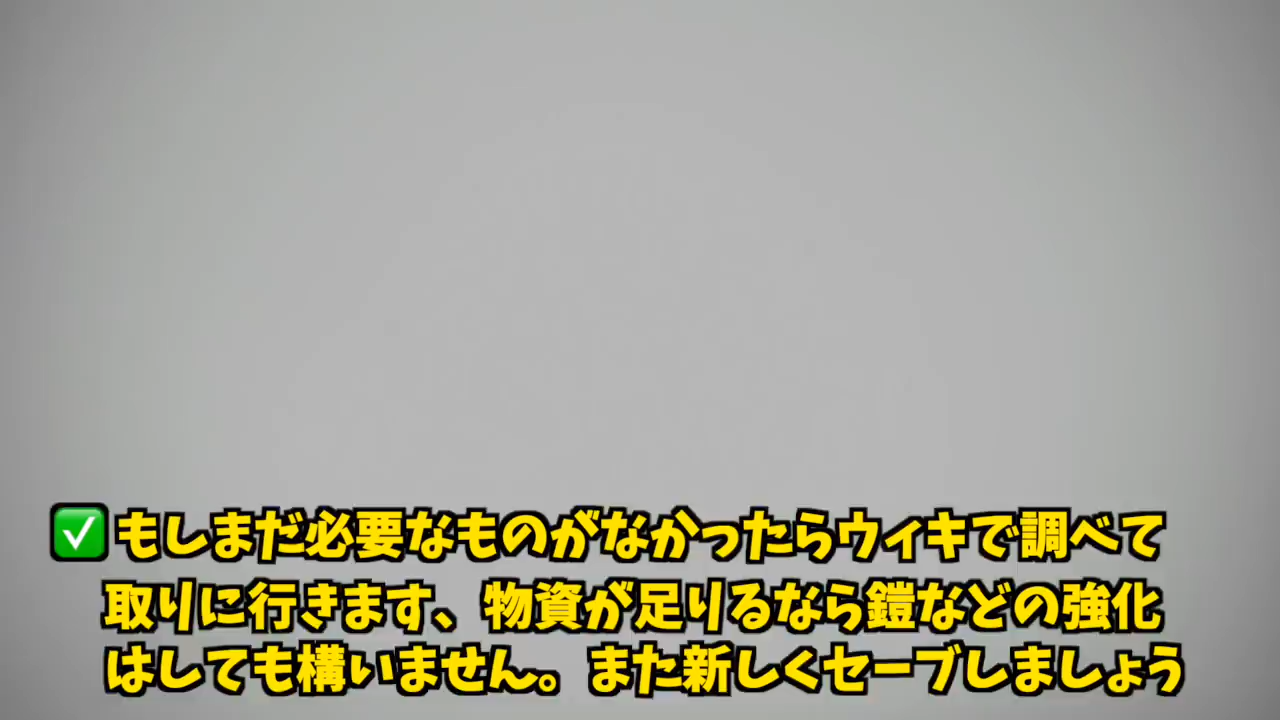 ✅もしまだ必要なものがなかったらウィキで調べて
取りに行きます、物資が足りるなら鎧などの強化
はしても構いません。また新しくセーブしましょう